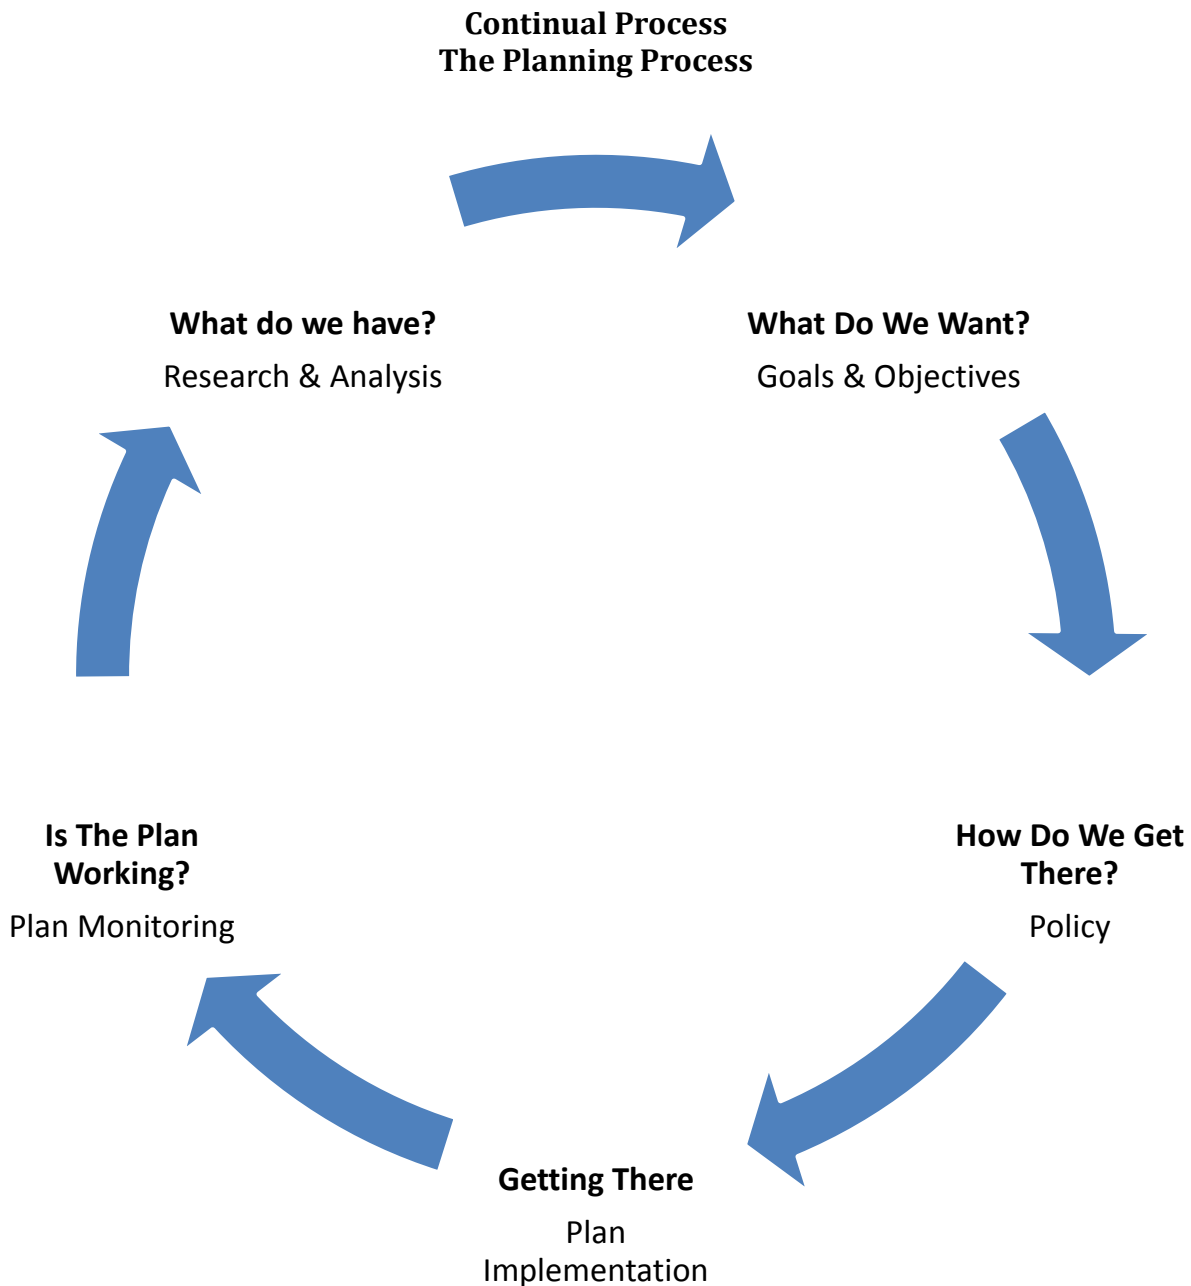 Continual Process
The Planning Process
What do we have?
Research & Analysis
What Do We Want?
Goals & Objectives
How Do We Get
There?
Policy
Getting There
Plan
Implementation
Is The Plan
Working?
Plan Monitoring